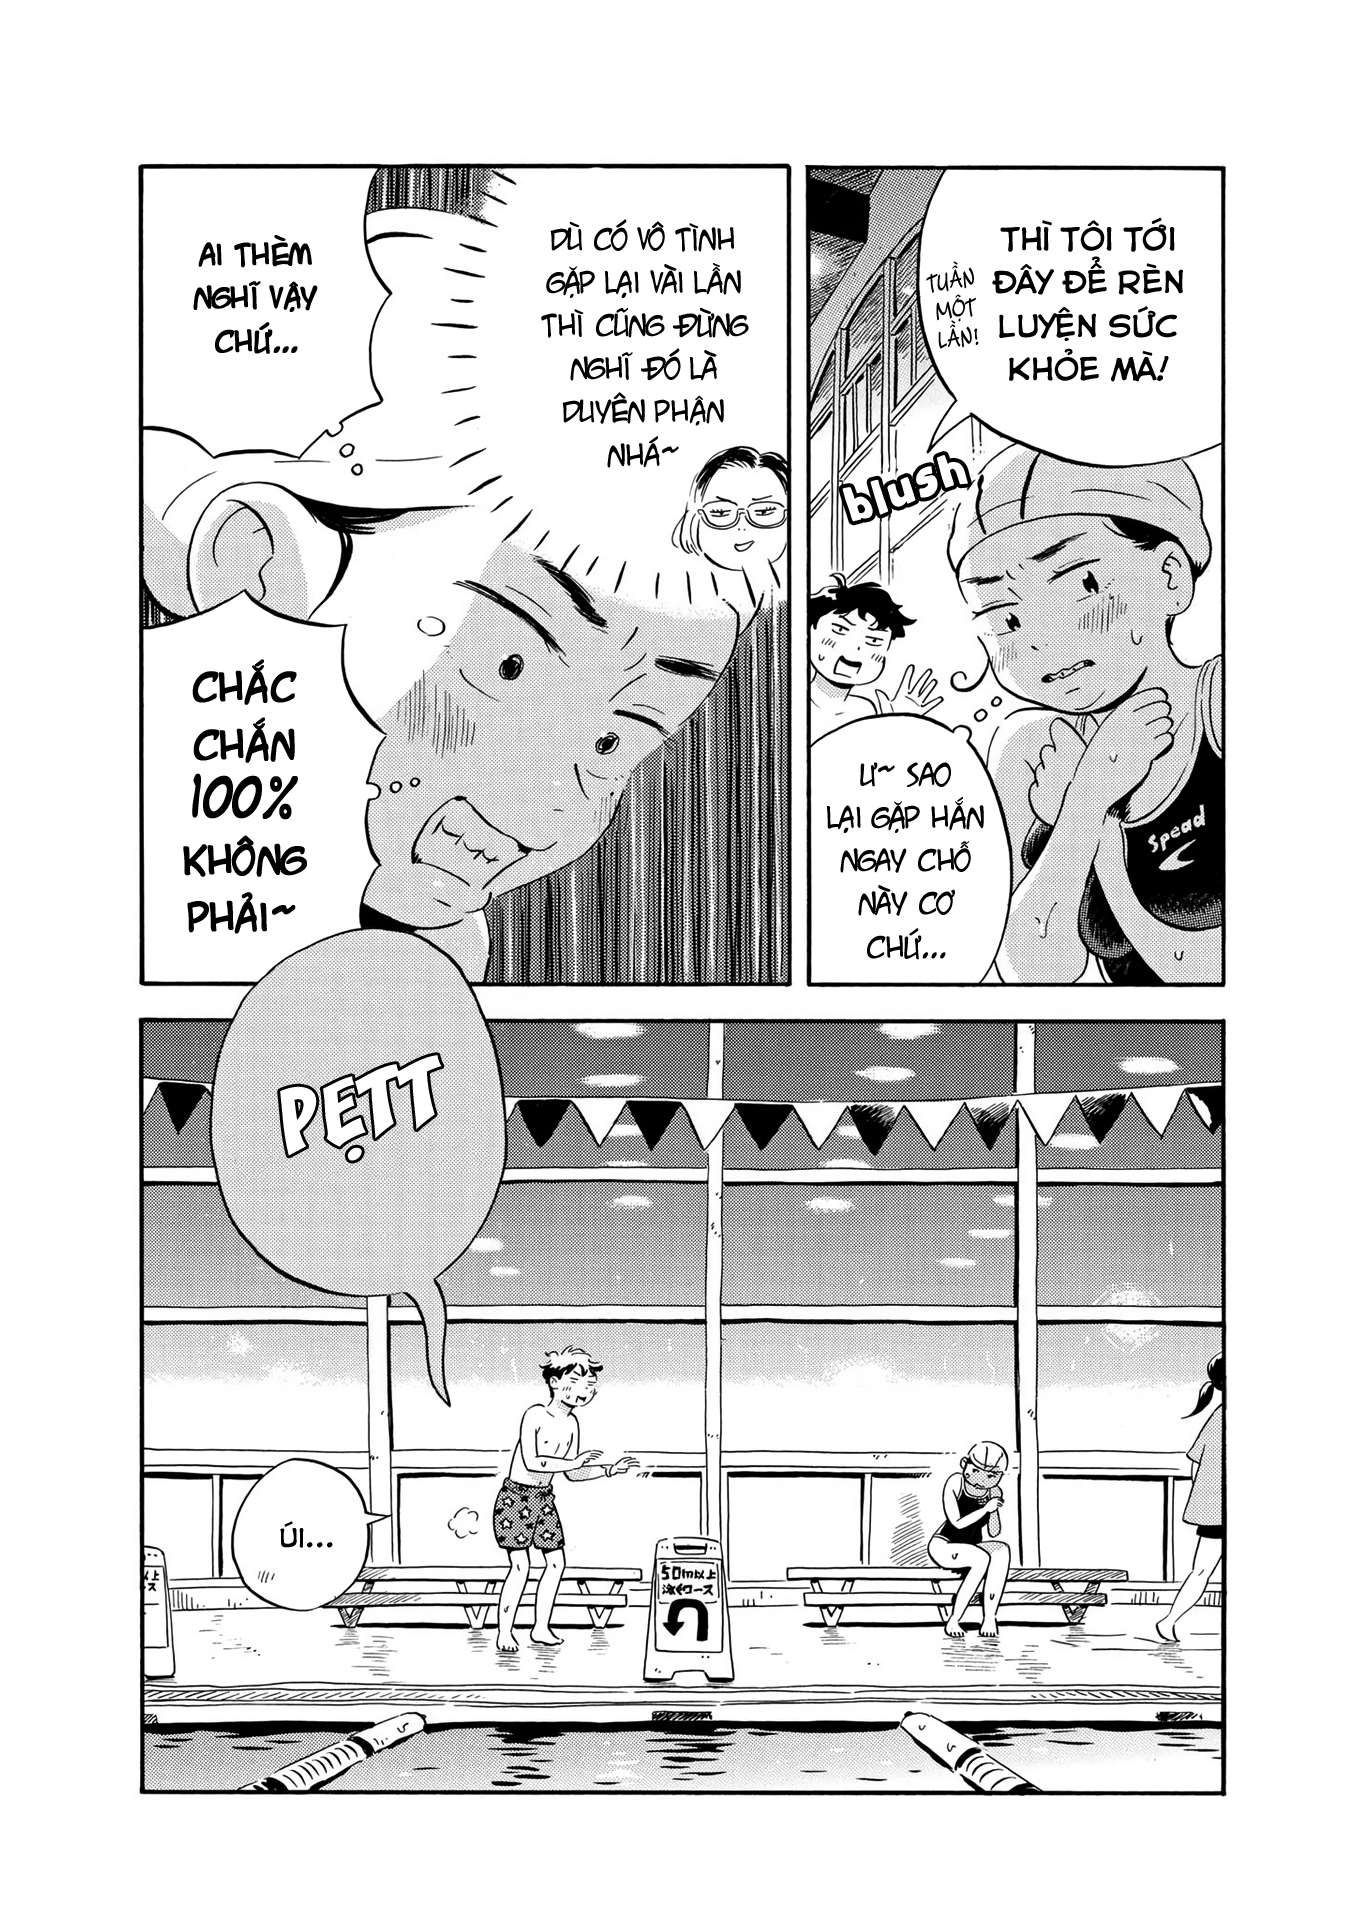 THÌ TÔI TỚI
ĐÂY ĐỂ RÈN
LUYỆN SỨC
KHỎE MÀ!
TUẦN
MỘT
LẦN!
blush
Ư~ SAO
LẠI GẶP HẮN
NGAY CHỖ
NÀY CƠ
CHỨ...
Spead
DÙ CÓ VÔ TÌNH
GẶP LẠI VÀI LẦN
THÌ CŨNG ĐỪNG
NGHĨ ĐÓ LÀ
DUYÊN PHẬN
NHÁ~
AI THÈM
NGHĨ VẬY
CHỨ...
CHẮC
CHẮN
100%
KHÔNG
PHẢI~
PẸTT
ÚI...
50m以上
泳ぐコース